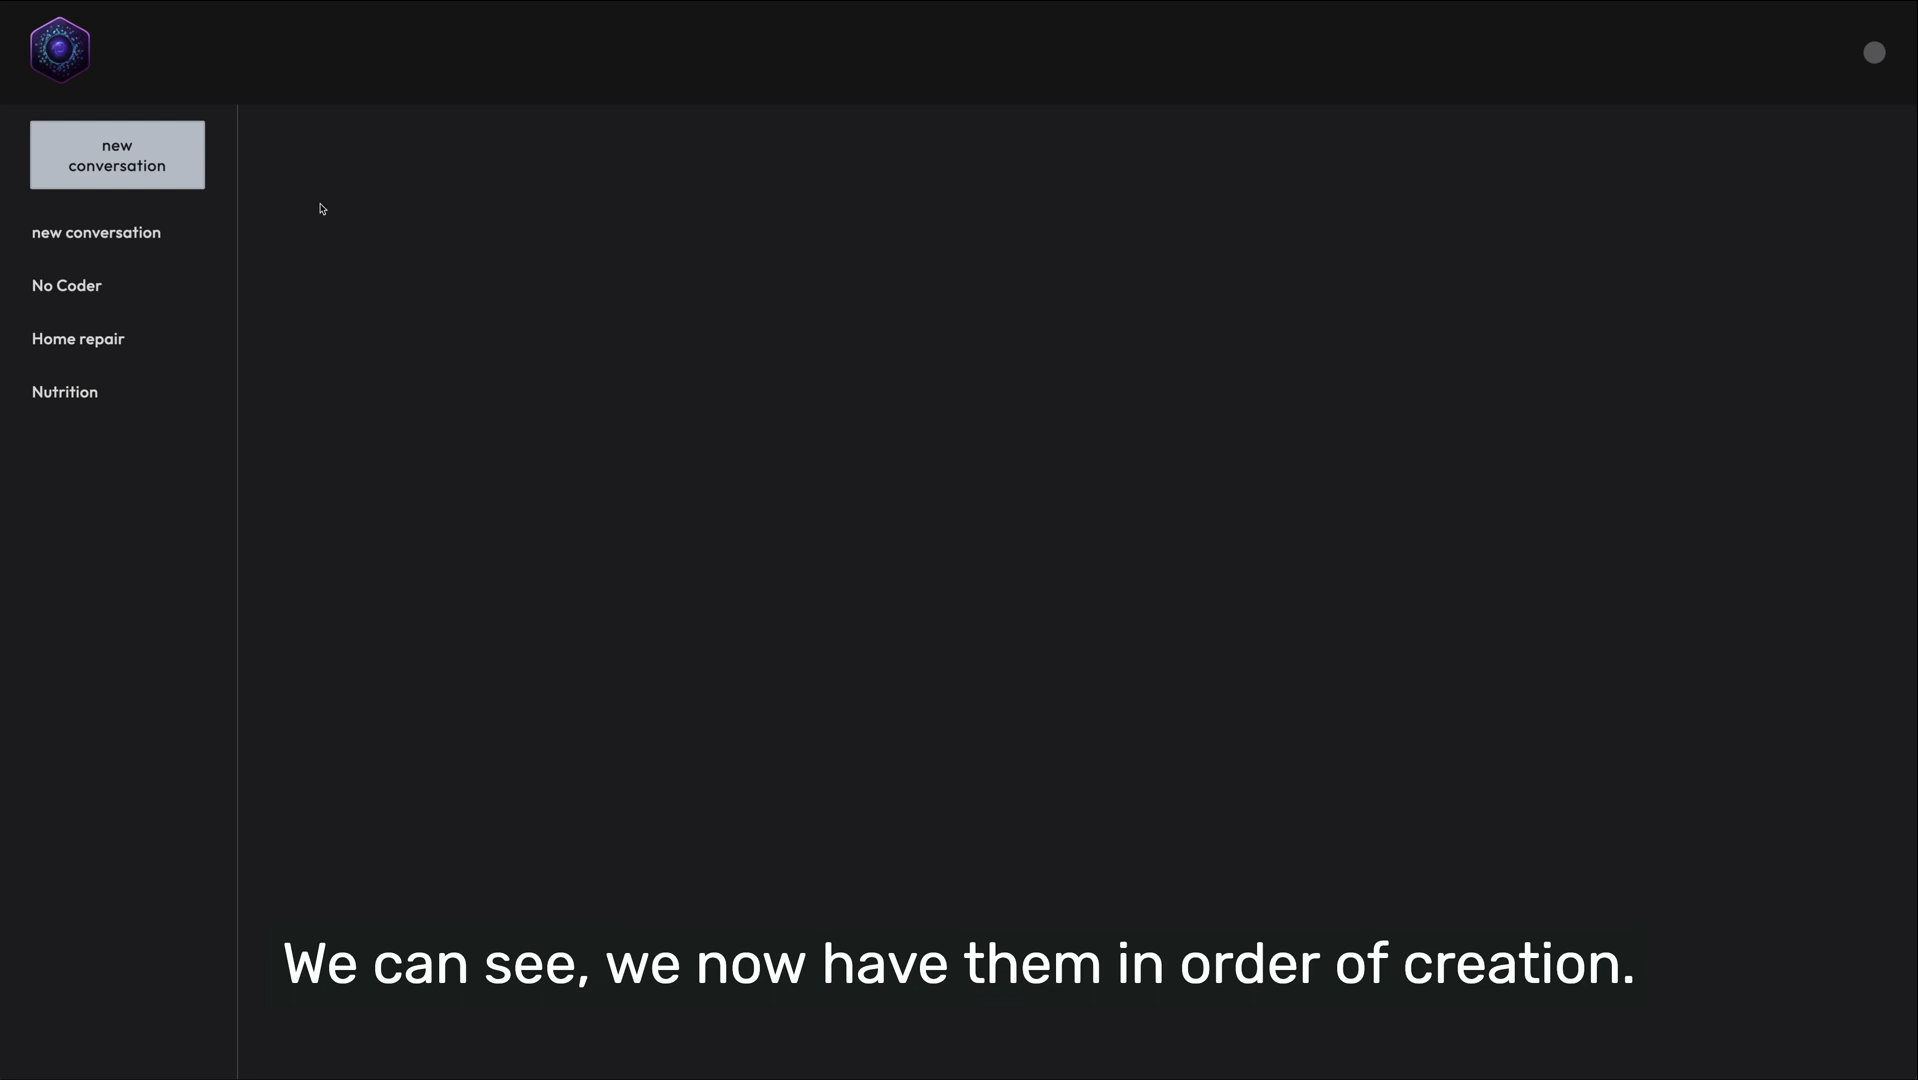 new
conversation
new conversation
No Coder
Home repair
Nutrition
We can see, we now have them in order of creation.